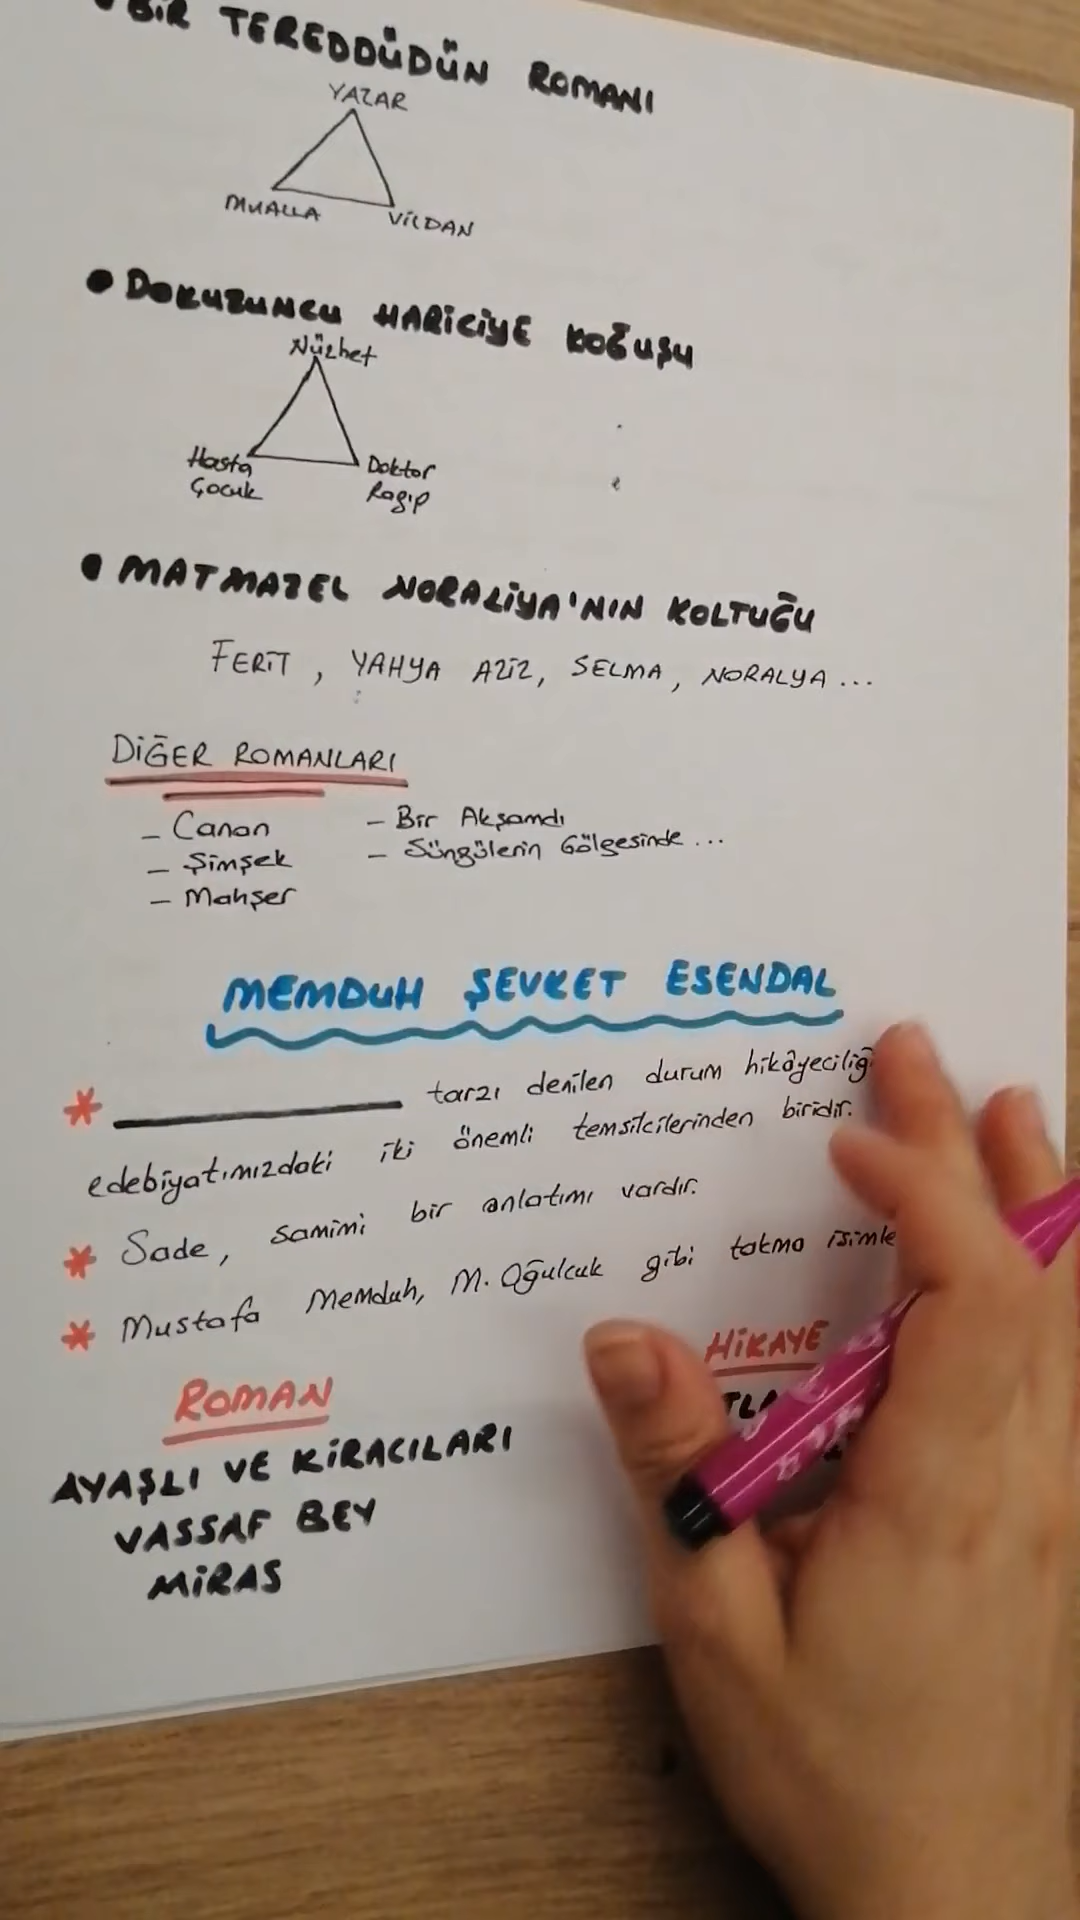 BİR TEREDDÜDÜN ROMANI
YAZAR
MUALLA
VİLDAN
• DOKUZUNCU HARİCİYE KOĞUŞU
Nüzhet
Hasta
Çocuk
Doktor
Ragıp
• MATMAZEL NORALİYA'NIN KOLTUĞU
FERİT, YAHYA AZİZ, SELMA, NORALYA...
DİĞER ROMANLARI
– Canan
– Şimşek
– Mahşer
– Bir Akşamdı
– Süngülerin Gölgesinde...
MEMDUH ŞEVKET ESENDAL
* ________ tarzı denilen durum hikâyeciliği
edebiyatımızdaki iki önemli temsilcilerinden biridir.
* Sade, samimi bir anlatımı vardır.
* Mustafa Memduh, M. Oğulcuk gibi takma isimle
ROMAN
AYAŞLI VE KİRACILARI
VASSAF BEY
MİRAS
HİKAYE